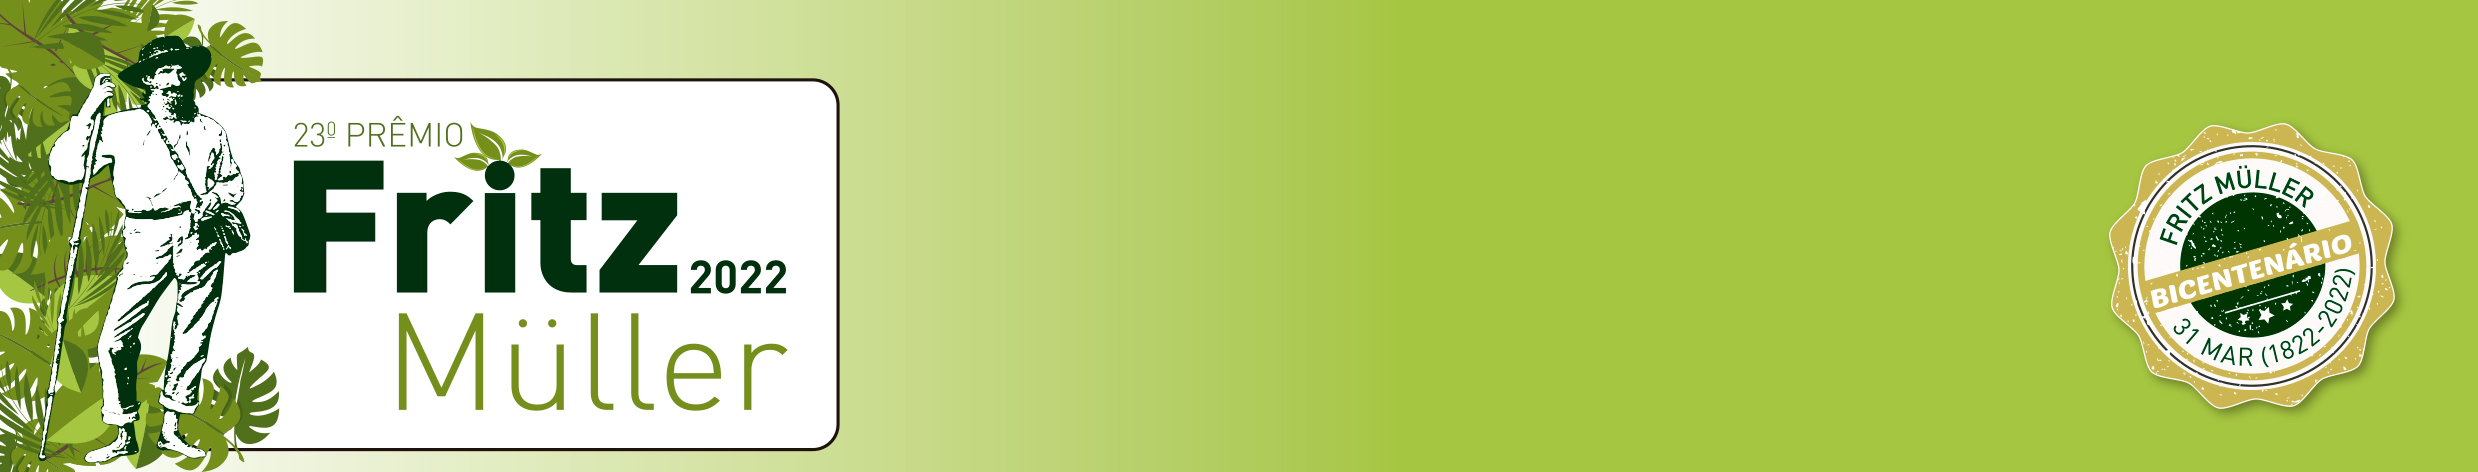 23º PRÊMIO
Fritz 2022
Müller
FRITZ MÜLLER
BICENTENÁRIO
31 MAR (1822-2022)